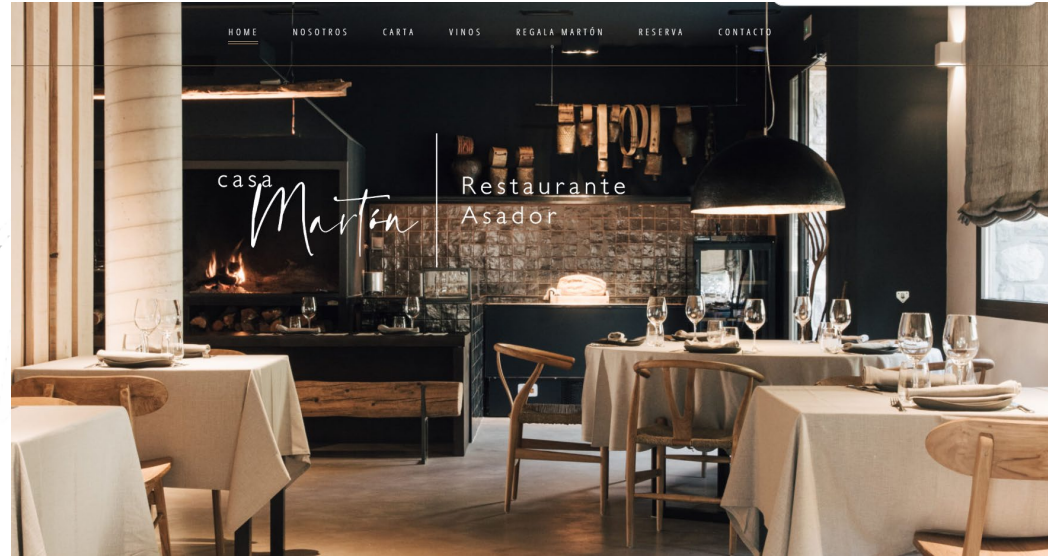 HOME NOSOTROS CARTA VINOS REGALA MARTÓN RESERVA CONTACTO
casa
Martón
Restaurante
Asador